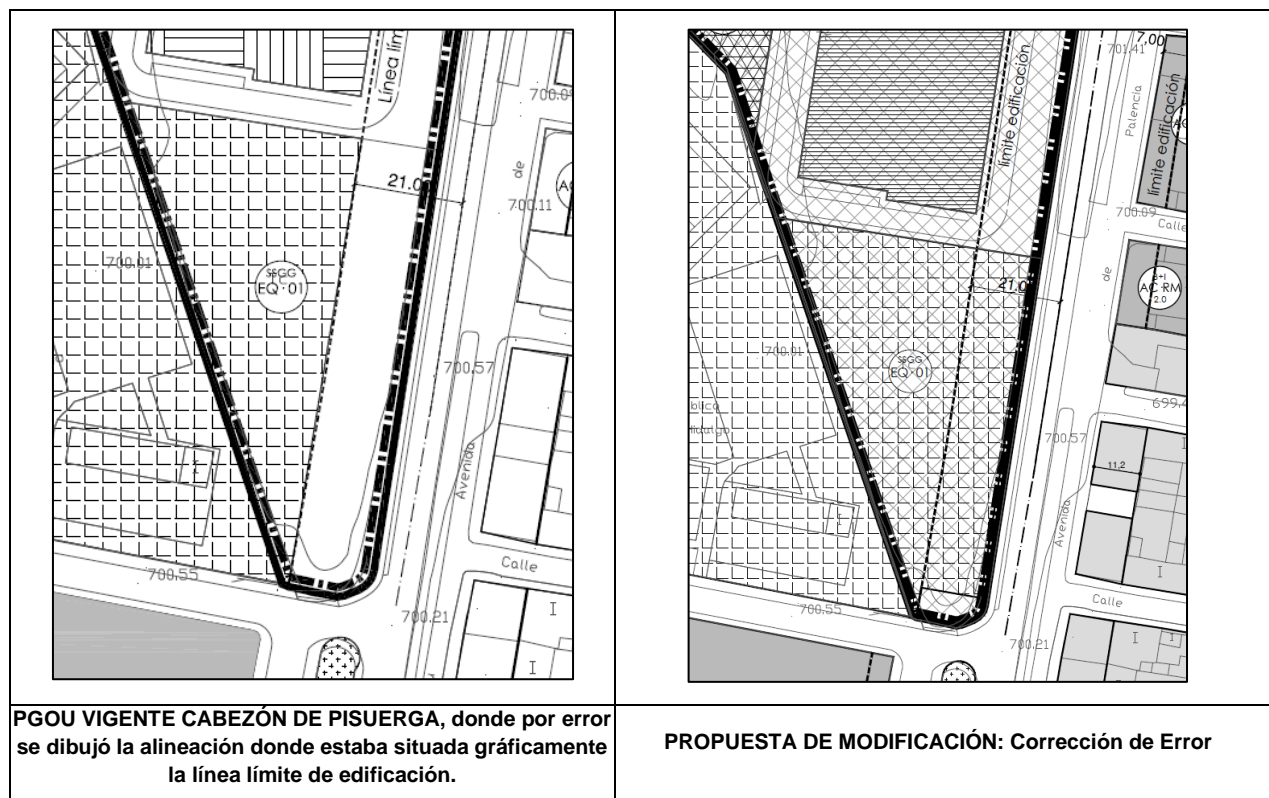 Línea lím
700.09
de
21.0
700.11
700.01
SSGG
EQ·01
700.57
Avenida
Calle
700.55
700.21
I
I
I
7,00
701.41
límite edificación
Palencia
límite edificación
700.09
Calle
de
21.0
AC·RM
2.0
SSGG
EQ·01
700.01
blica
Hidalgo
699.4
700.57
11,2
Avenida
I
Calle
700.55
700.21
I
I
I
PGOU VIGENTE CABEZÓN DE PISUERGA, donde por error
se dibujó la alineación donde estaba situada gráficamente
la línea límite de edificación.
PROPUESTA DE MODIFICACIÓN: Corrección de Error